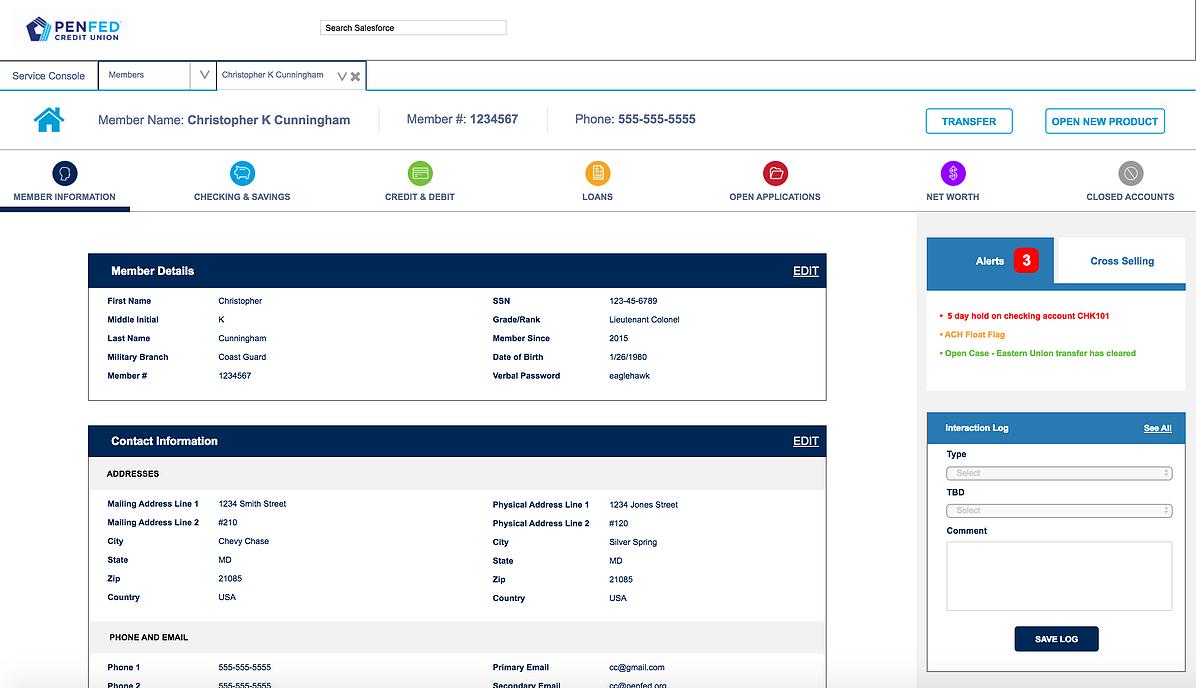 PENFED
CREDIT UNION
Search Salesforce
Service Console
Members
Christopher K Cunningham
Member Name: Christopher K Cunningham
Member #: 1234567
Phone: 555-555-5555
TRANSFER
OPEN NEW PRODUCT
MEMBER INFORMATION
CHECKING & SAVINGS
CREDIT & DEBIT
LOANS
OPEN APPLICATIONS
NET WORTH
CLOSED ACCOUNTS
Member Details EDIT
First Name Christopher SSN 123-45-6789
Middle Initial K Grade/Rank Lieutenant Colonel
Last Name Cunningham Member Since 2015
Military Branch Coast Guard Date of Birth 1/26/1980
Member # 1234567 Verbal Password eaglehawk
Contact Information EDIT
ADDRESSES
Mailing Address Line 1 1234 Smith Street Physical Address Line 1 1234 Jones Street
Mailing Address Line 2 #210 Physical Address Line 2 #120
City Chevy Chase City Silver Spring
State MD State MD
Zip 21085 Zip 21085
Country USA Country USA
PHONE AND EMAIL
Phone 1 555-555-5555 Primary Email cc@gmail.com
Phone 2 555-555-5555 Secondary Email cc@penfed.org
Alerts 3
Cross Selling
• 5 day hold on checking account CHK101
• ACH Float Flag
• Open Case - Eastern Union transfer has cleared
Interaction Log See All
Type
Select
TBD
Select
Comment
SAVE LOG